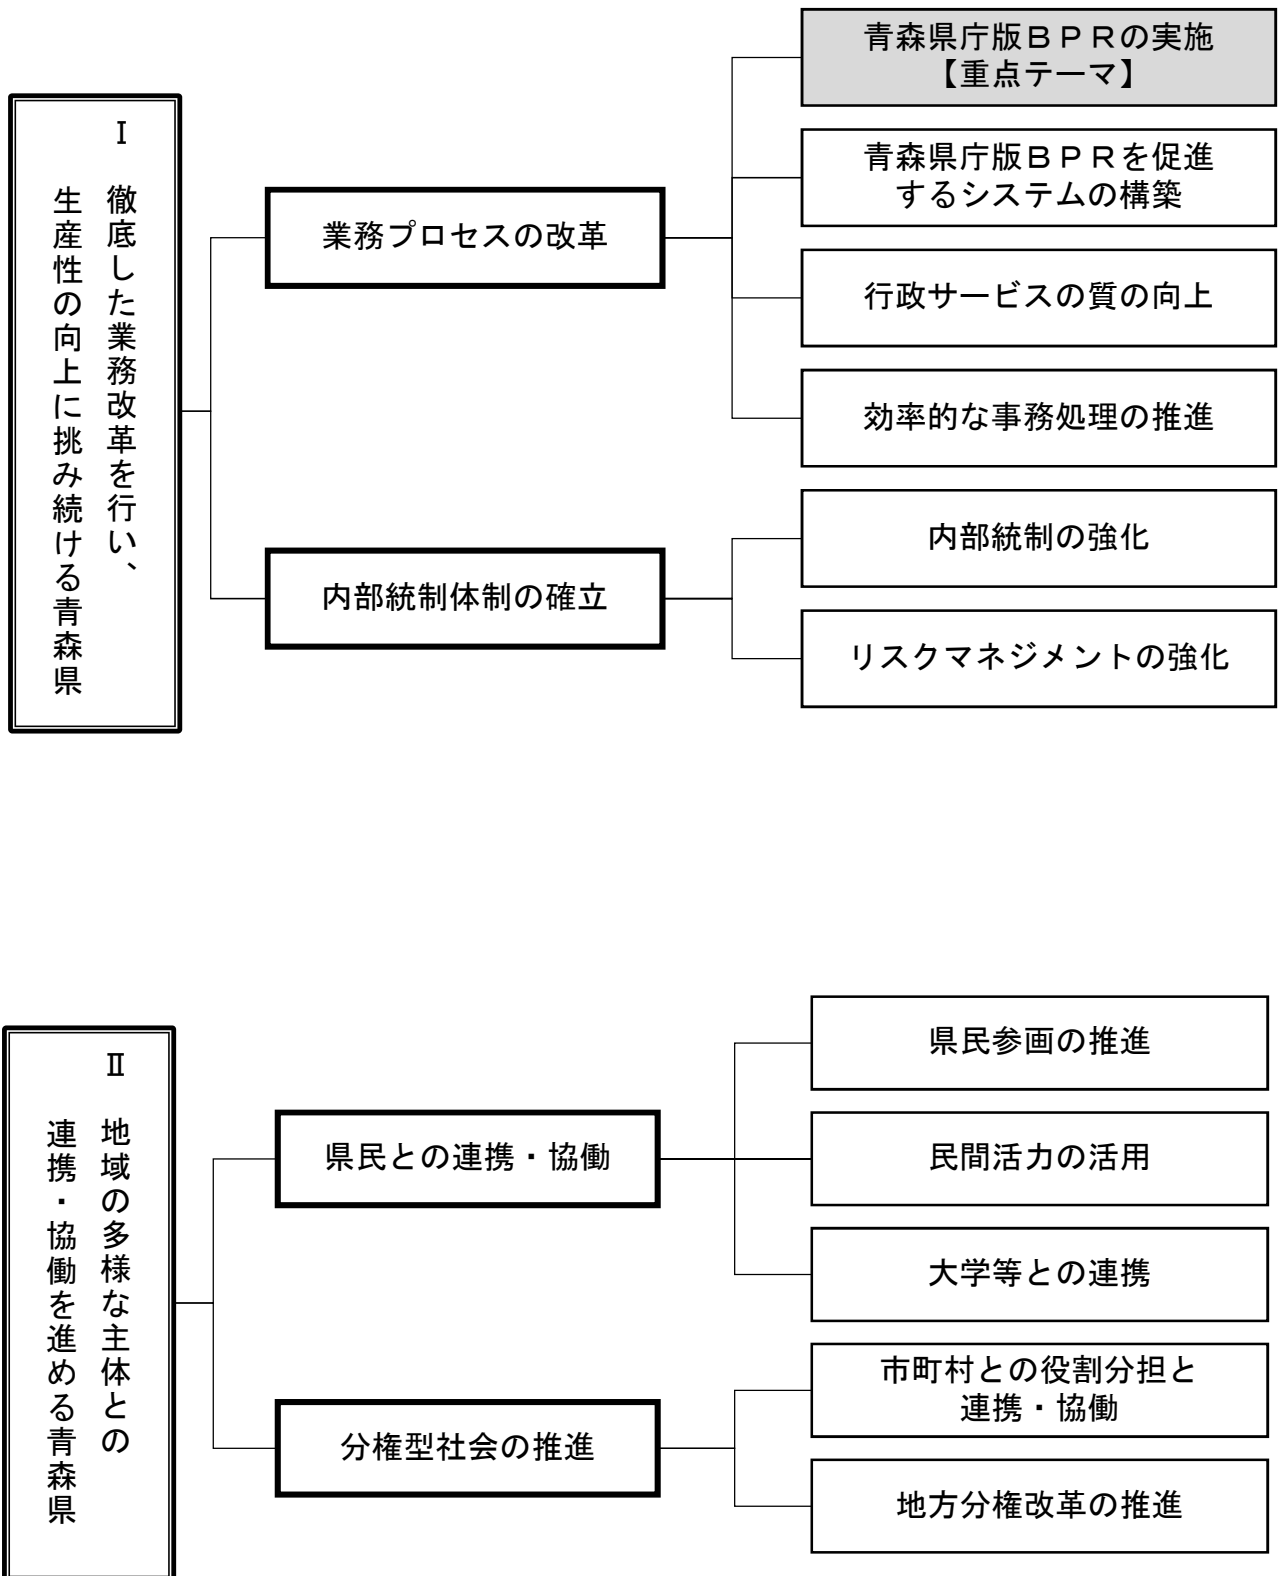 Ⅰ 徹底した業務改革を行い、
生産性の向上に挑み続ける青森県
業務プロセスの改革
青森県庁版ＢＰＲの実施
【重点テーマ】
青森県庁版ＢＰＲを促進
するシステムの構築
行政サービスの質の向上
効率的な事務処理の推進
内部統制体制の確立
内部統制の強化
リスクマネジメントの強化
Ⅱ 地域の多様な主体との
連携・協働を進める青森県
県民との連携・協働
県民参画の推進
民間活力の活用
大学等との連携
分権型社会の推進
市町村との役割分担と
連携・協働
地方分権改革の推進